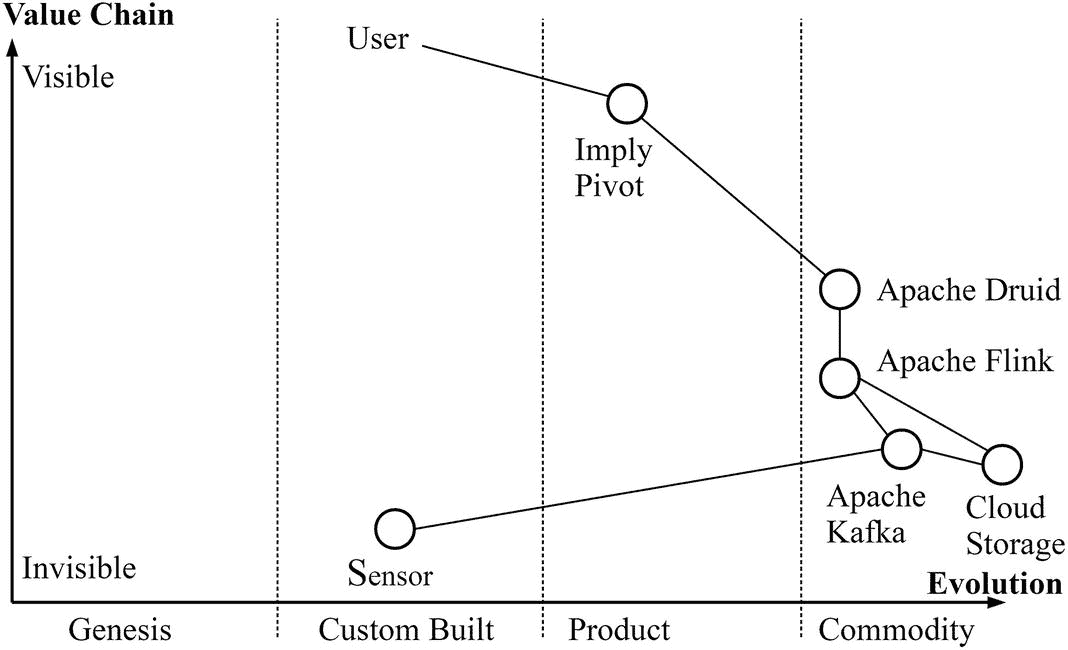 Value Chain
User
Visible
Imply
Pivot
Apache Druid
Apache Flink
Apache
Kafka
Cloud
Storage
Sensor
Invisible
Evolution
Genesis
Custom Built
Product
Commodity